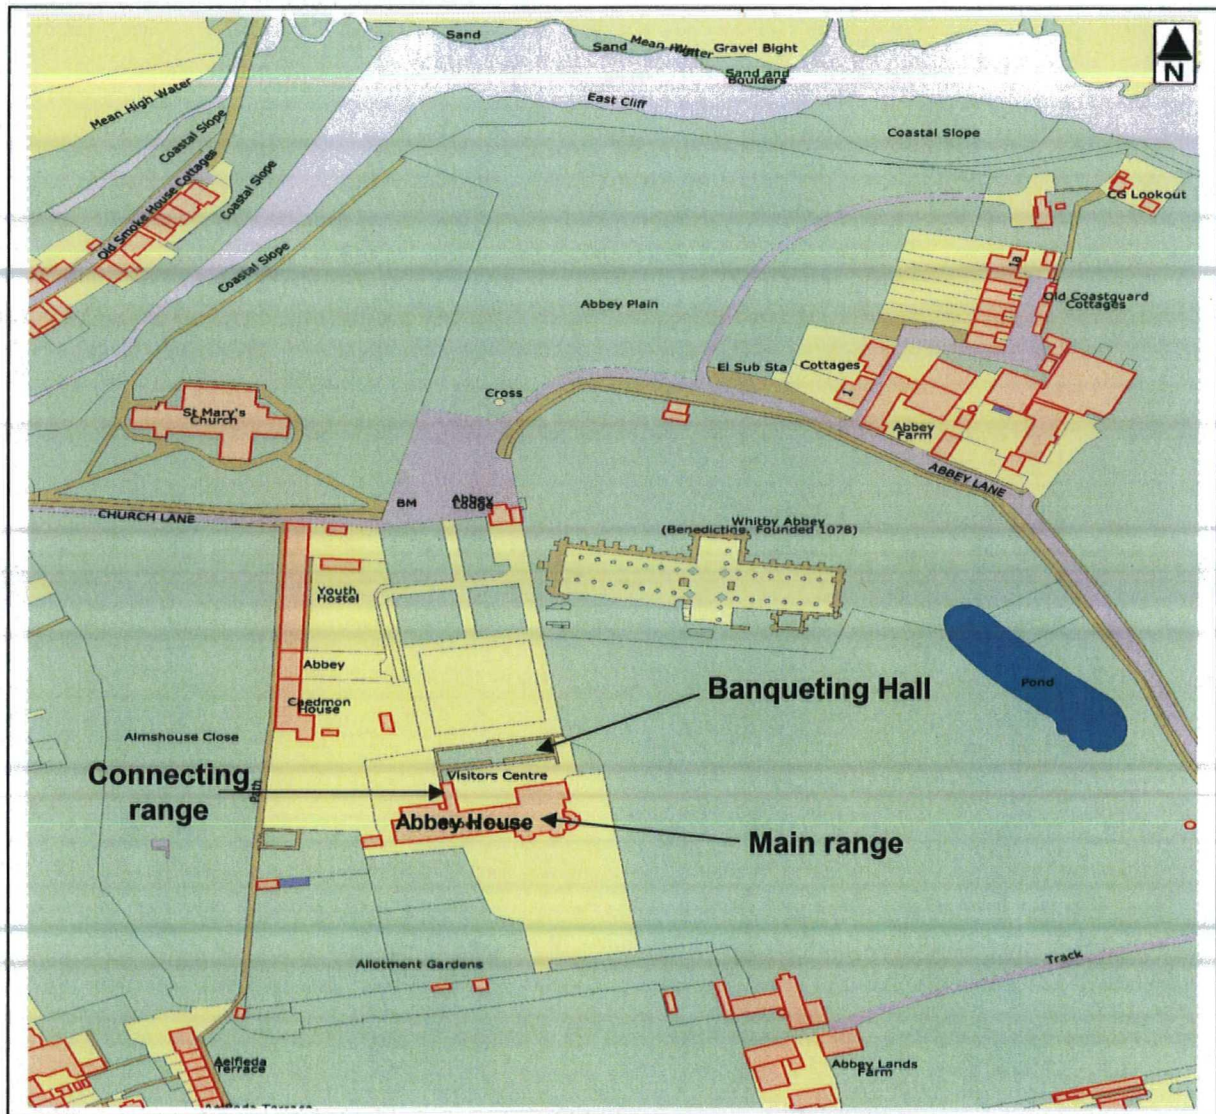 Sand
Sand
Mean High
Gravel Bight
Sand and
Boulders
N
Mean High Water
East Cliff
Coastal Slope
Coastal Slope
Coastal Slope
Old Smoke House Cottages
CG Lookout
Coastal Slope
1a
Abbey Plain
Old Coastguard
Cottages
El Sub Sta
Cottages
1
Cross
St Mary's
Church
Abbey
Farm
ABBEY LANE
CHURCH LANE
BM
Abbey
Lodge
Whitby Abbey
(Benedictine, Founded 1078)
Youth
Hostel
Abbey
Caedmon
House
Pond
Banqueting Hall
Almshouse Close
Connecting
range
Path
Visitors Centre
Abbey House
Main range
Allotment Gardens
Track
Aelfleda
Terrace
Abbey Lands
Farm
Aelfleda Terrace